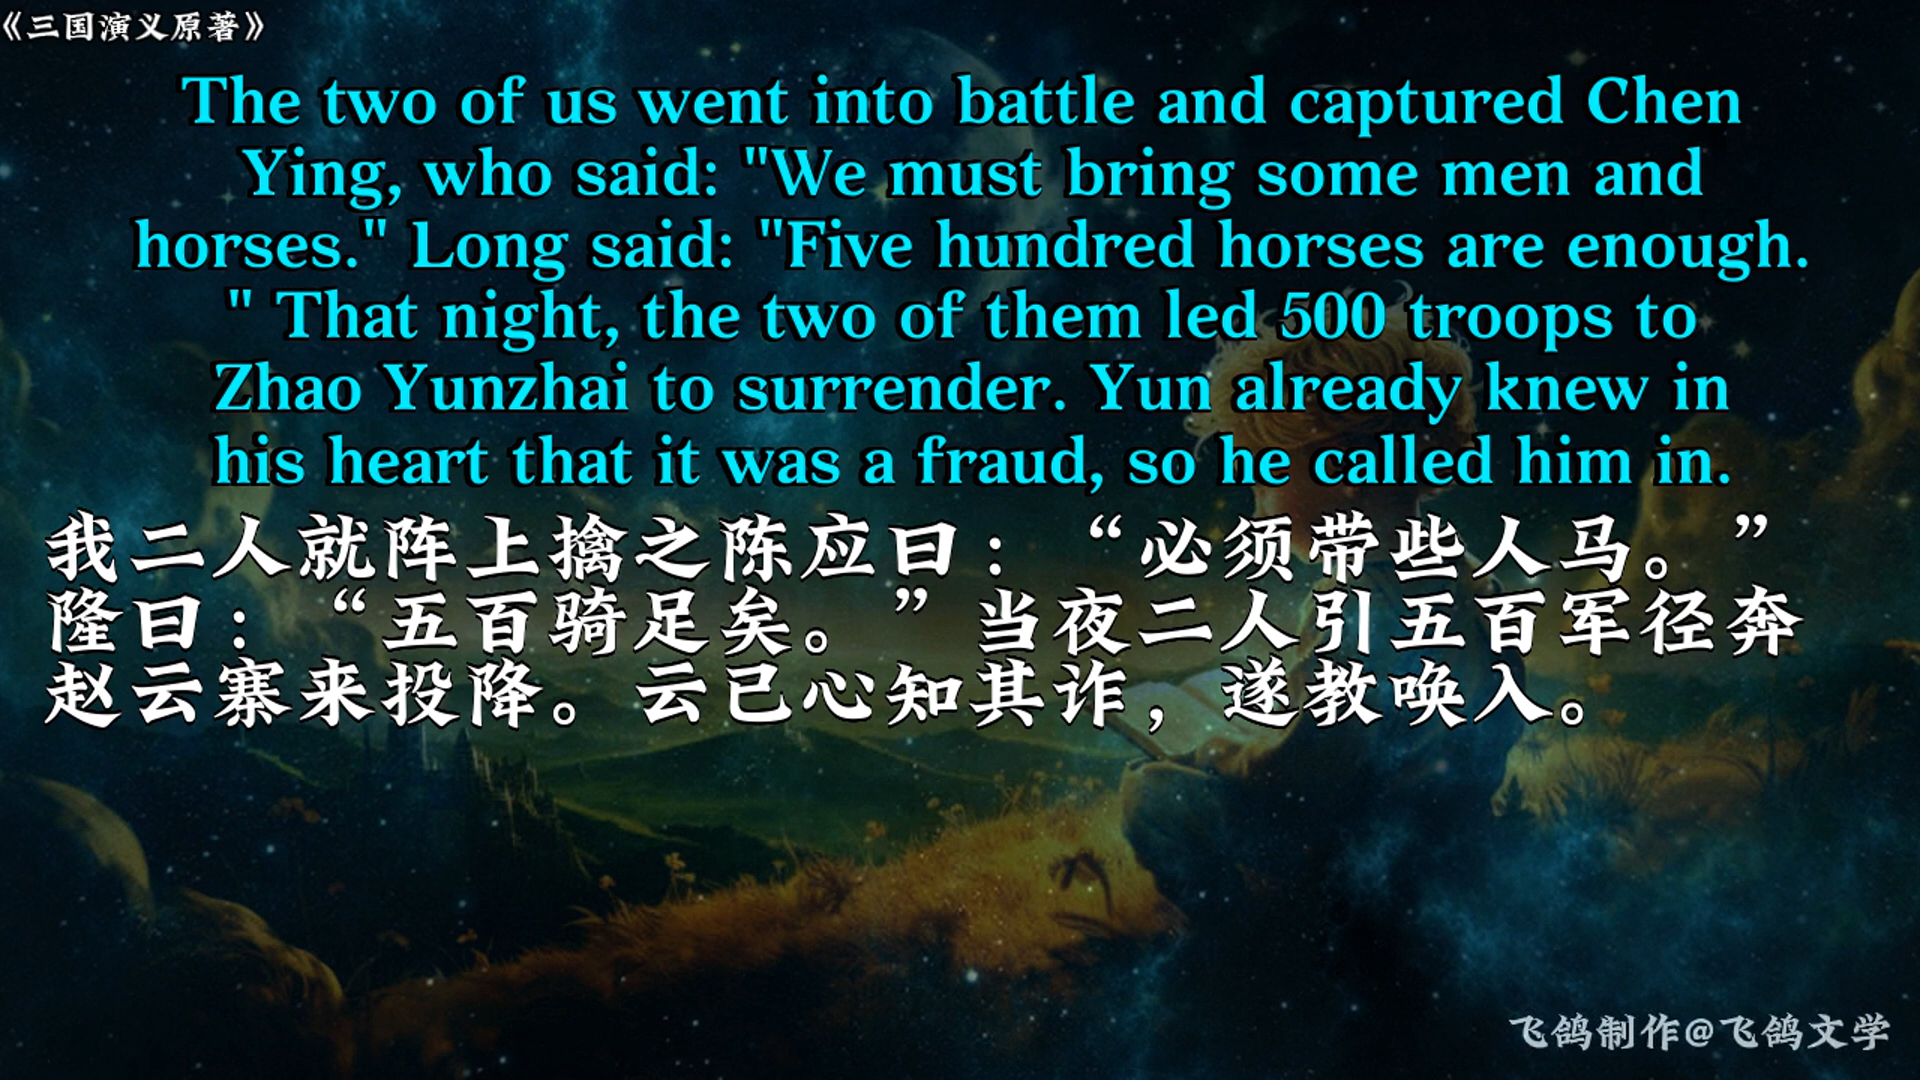 《三国演义原著》
The two of us went into battle and captured Chen
Ying, who said: "We must bring some men and
horses." Long said: "Five hundred horses are enough.
" That night, the two of them led 500 troops to
Zhao Yunzhai to surrender. Yun already knew in
his heart that it was a fraud, so he called him in.
我二人就阵上擒之陈应曰：“必须带些人马。”
隆曰：“五百骑足矣。”当夜二人引五百军径奔
赵云寨来投降。云已心知其诈，遂教唤入。
飞鸽制作@飞鸽文学